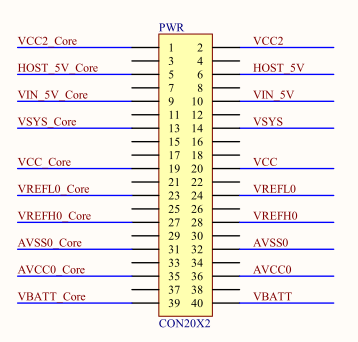 PWR
VCC2_Core 1 2 VCC2
3 4
HOST_5V_Core 5 6 HOST_5V
7 8
VIN_5V_Core 9 10 VIN_5V
11 12
VSYS_Core 13 14 VSYS
15 16
17 18
VCC_Core 19 20 VCC
21 22
VREFL0_Core 23 24 VREFL0
25 26
VREFH0_Core 27 28 VREFH0
29 30
AVSS0_Core 31 32 AVSS0
33 34
AVCC0_Core 35 36 AVCC0
37 38
VBATT_Core 39 40 VBATT
CON20X2